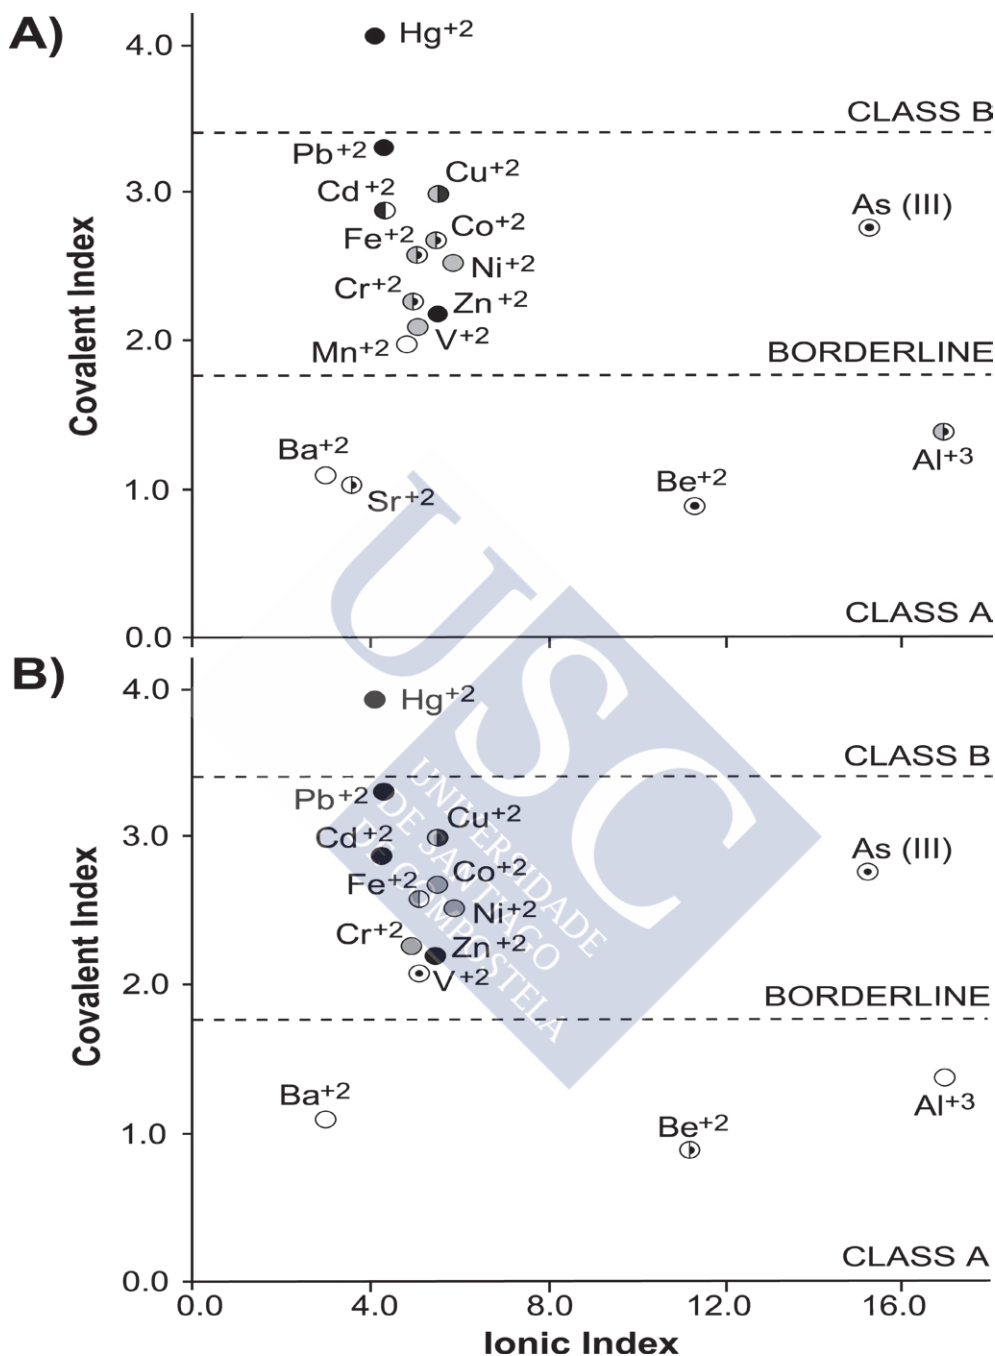 A)
4.0
Hg+2
CLASS B
Pb+2
Cu+2
3.0
Cd+2
As (III)
Co+2
Fe+2
Ni+2
Cr+2
Zn+2
V+2
2.0
Mn+2
BORDERLINE
Covalent Index
Ba+2
Al+3
1.0
Sr+2
Be+2
CLASS A
0.0
B)
4.0
Hg+2
CLASS B
Pb+2
Cu+2
3.0
Cd+2
As (III)
Co+2
Fe+2
Ni+2
Cr+2
Zn+2
V+2
2.0
BORDERLINE
Covalent Index
Ba+2
Al+3
1.0
Be+2
CLASS A
0.0
0.0 4.0 8.0 12.0 16.0
Ionic Index
USC
UNIVERSIDADE
DE SANTIAGO
DE COMPOSTELA